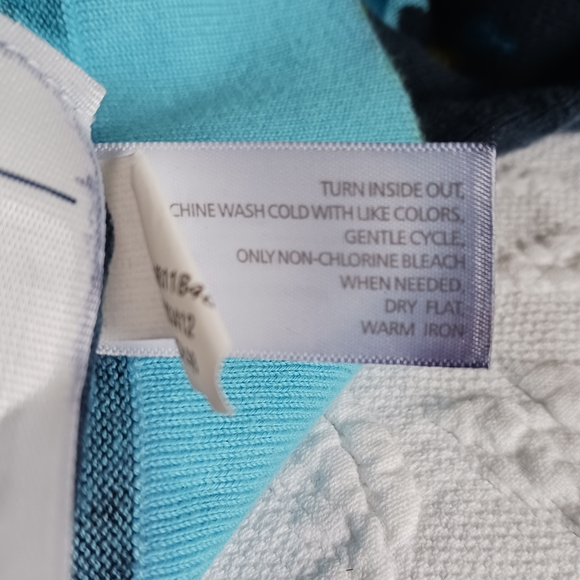 TURN INSIDE OUT,
CHINE WASH COLD WITH LIKE COLORS,
GENTLE CYCLE,
ONLY NON-CHLORINE BLEACH
WHEN NEEDED,
DRY FLAT,
WARM IRON